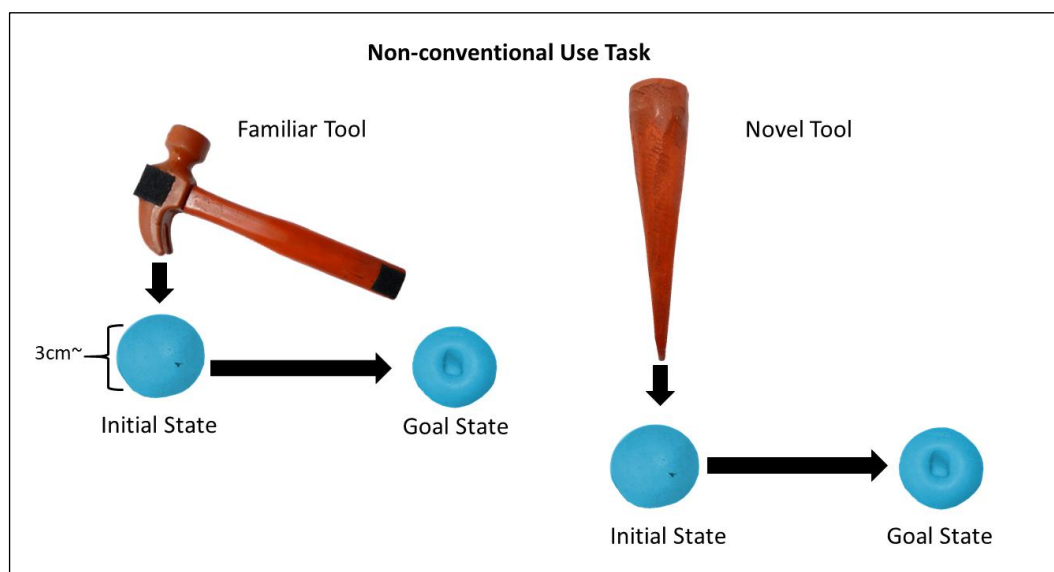 Non-conventional Use Task
Familiar Tool
Novel Tool
3cm~
Initial State
Goal State
Initial State
Goal State